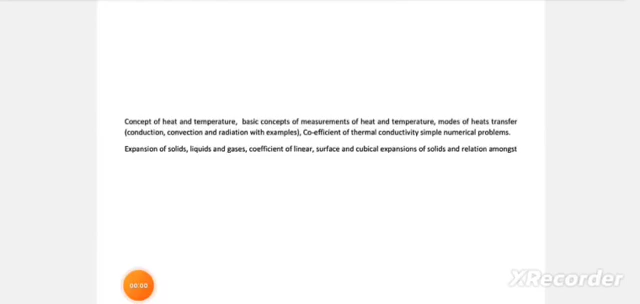 Concept of heat and temperature, basic concepts of measurements of heat and temperature, modes of heats transfer
(conduction, convection and radiation with examples), Co-efficient of thermal conductivity simple numerical problems.
Expansion of solids, liquids and gases, coefficient of linear, surface and cubical expansions of solids and relation amongst
00:00
XRecorder